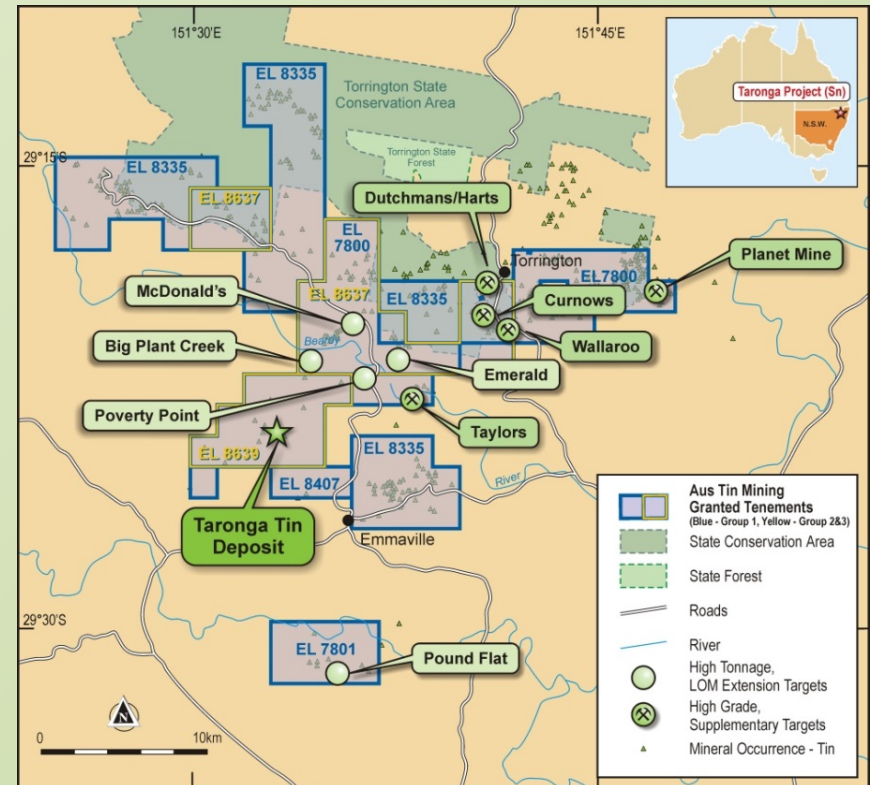 151°30'E
151°45'E
EL 8335
Torrington State
Conservation Area
Taronga Project (Sn)
N.S.W.
Torrington State
Forest
29°15'S
EL 8335
EL 8637
Dutchmans/Harts
EL
7800
Torrington
EL7800
Planet Mine
McDonald's
EL 8637
EL 8335
Curnows
Big Plant Creek
Beardy
Wallaroo
Emerald
Poverty Point
Taylors
EL 8639
EL 8335
River
EL 8407
Taronga Tin
Deposit
Emmaville
29°30'S
EL 7801
Pound Flat
N
0
10km
Aus Tin Mining
Granted Tenements
(Blue - Group 1, Yellow - Group 2&3)
State Conservation Area
State Forest
Roads
River
High Tonnage,
LOM Extension Targets
High Grade,
Supplementary Targets
Mineral Occurrence - Tin